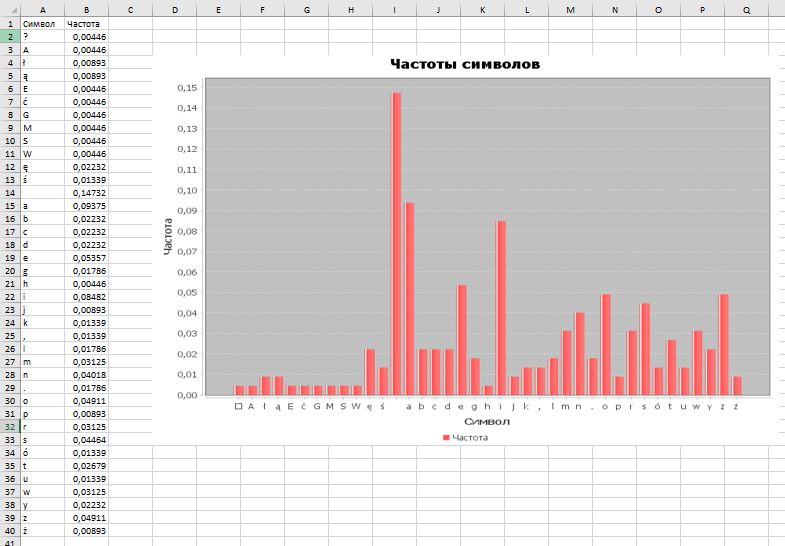 A B C D E F G H I J K L M N O P Q
1 Символ Частота
2 ? 0,00446
3 A 0,00446
4 ł 0,00893
5 ą 0,00893
6 E 0,00446
7 ć 0,00446
8 G 0,00446
9 M 0,00446
10 S 0,00446
11 W 0,00446
12 ę 0,02232
13 ś 0,01339
14 0,14732
15 a 0,09375
16 b 0,02232
17 c 0,02232
18 d 0,02232
19 e 0,05357
20 g 0,01786
21 h 0,00446
22 i 0,08482
23 j 0,00893
24 k 0,01339
25 , 0,01339
26 l 0,01786
27 m 0,03125
28 n 0,04018
29 . 0,01786
30 o 0,04911
31 p 0,00893
32 r 0,03125
33 s 0,04464
34 ó 0,01339
35 t 0,02679
36 u 0,01339
37 w 0,03125
38 y 0,02232
39 z 0,04911
40 ż 0,00893
41
Частоты символов
Частота
0,15
0,14
0,13
0,12
0,11
0,10
0,09
0,08
0,07
0,06
0,05
0,04
0,03
0,02
0,01
0,00
□ A ł ą E ć G M S W ę ś a b c d e g h i j k , l m n . o p r s ó t u w y z ż
Символ
Частота